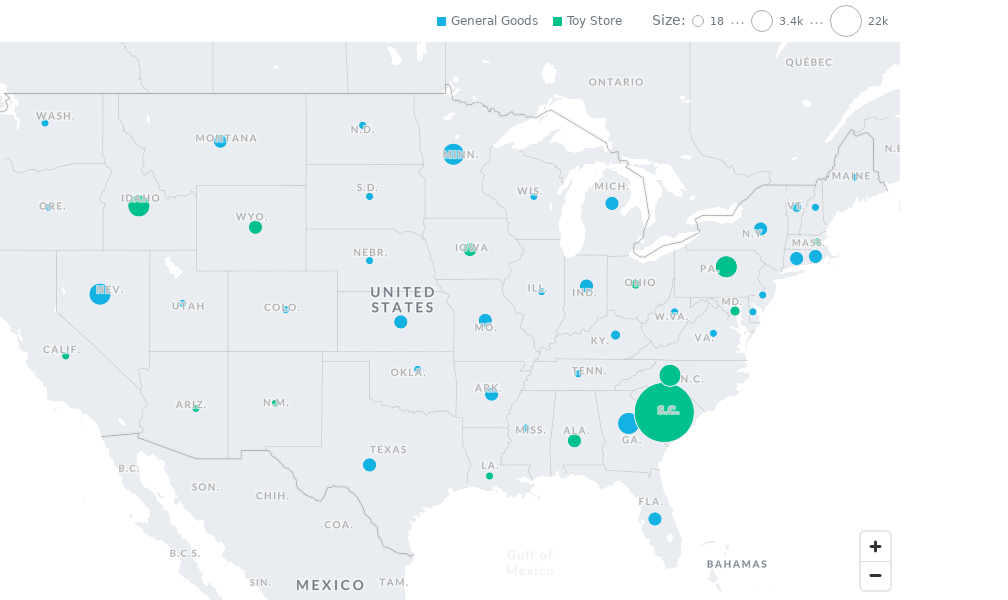 General Goods
Toy Store
Size:
18
···
3.4k
···
22k
QUÉBEC
ONTARIO
WASH.
MONTANA
N.D.
MINN.
N.B
MAINE
IDAHO
ORE.
WYO.
S.D.
WIS.
MICH.
VT.
N.Y.
MASS.
NEBR.
IOWA
PA.
NEV.
UTAH
COLO.
UNITED
STATES
ILL.
IND.
OHIO
MD.
W.VA.
VA.
MO.
KY.
CALIF.
OKLA.
TENN.
N.C.
ARIZ.
N.M.
ARK.
S.C.
MISS.
ALA.
GA.
TEXAS
LA.
B.C.
SON.
CHIH.
FLA.
COA.
B.C.S.
Gulf of
Mexico
BAHAMAS
SIN.
MEXICO
TAM.
+
−